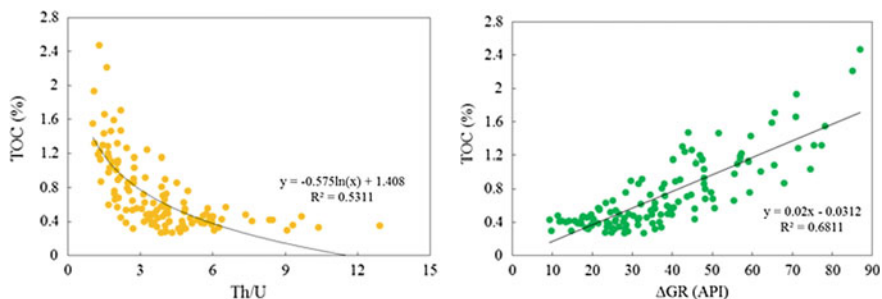 2.8
2.4
2
1.6
1.2
0.8
0.4
0
TOC (%)
y = -0.575ln(x) + 1.408
R² = 0.5311
0 3 6 9 12 15
Th/U
2.8
2.4
2
1.6
1.2
0.8
0.4
0
TOC (%)
y = 0.02x - 0.0312
R² = 0.6811
0 10 20 30 40 50 60 70 80 90
ΔGR (API)